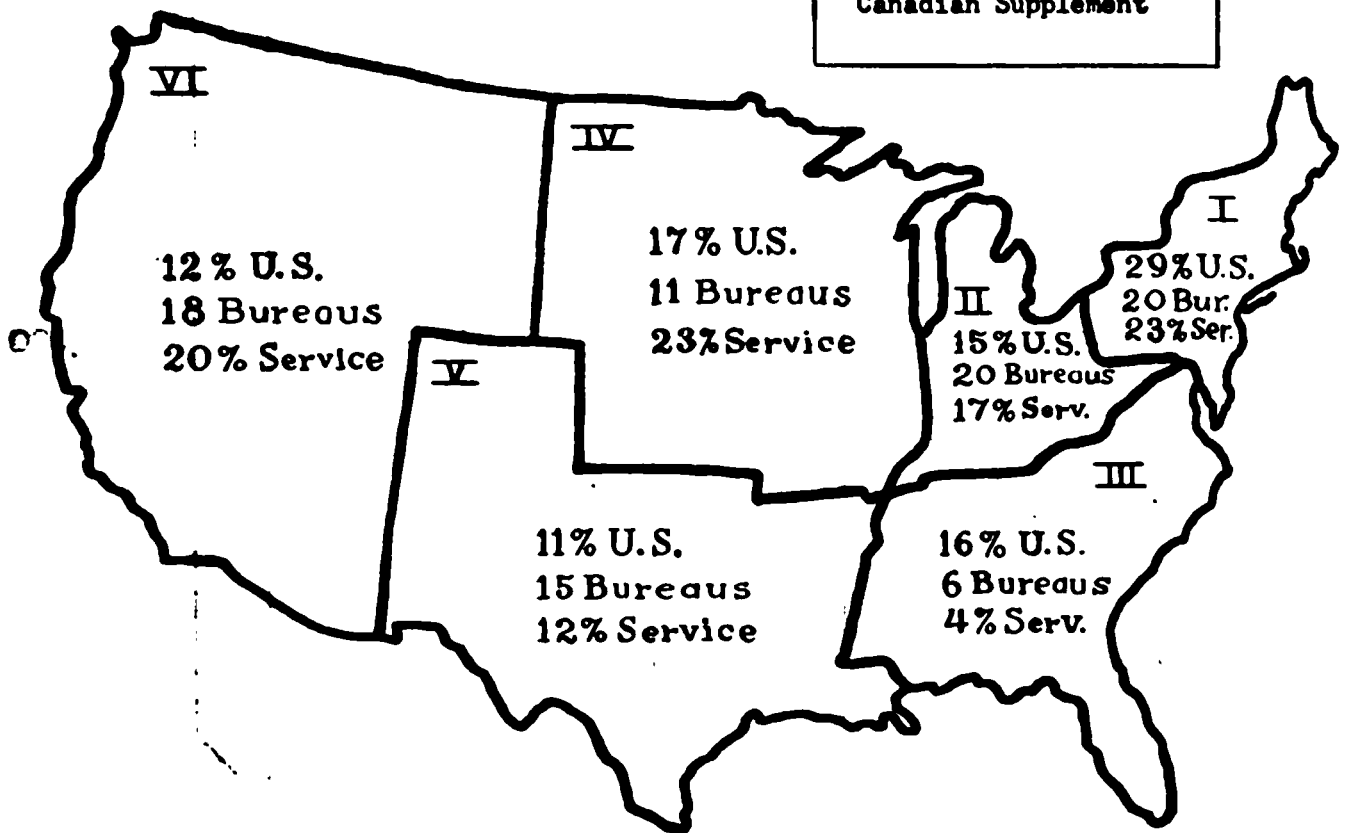 Canadian Supplement
VI
12% U.S.
18 Bureaus
20% Service
IV
17% U.S.
11 Bureaus
23% Service
I
29% U.S.
20 Bur.
23% Ser.
II
15% U.S.
20 Bureaus
17% Serv.
V
11% U.S.
15 Bureaus
12% Service
III
16% U.S.
6 Bureaus
4% Serv.